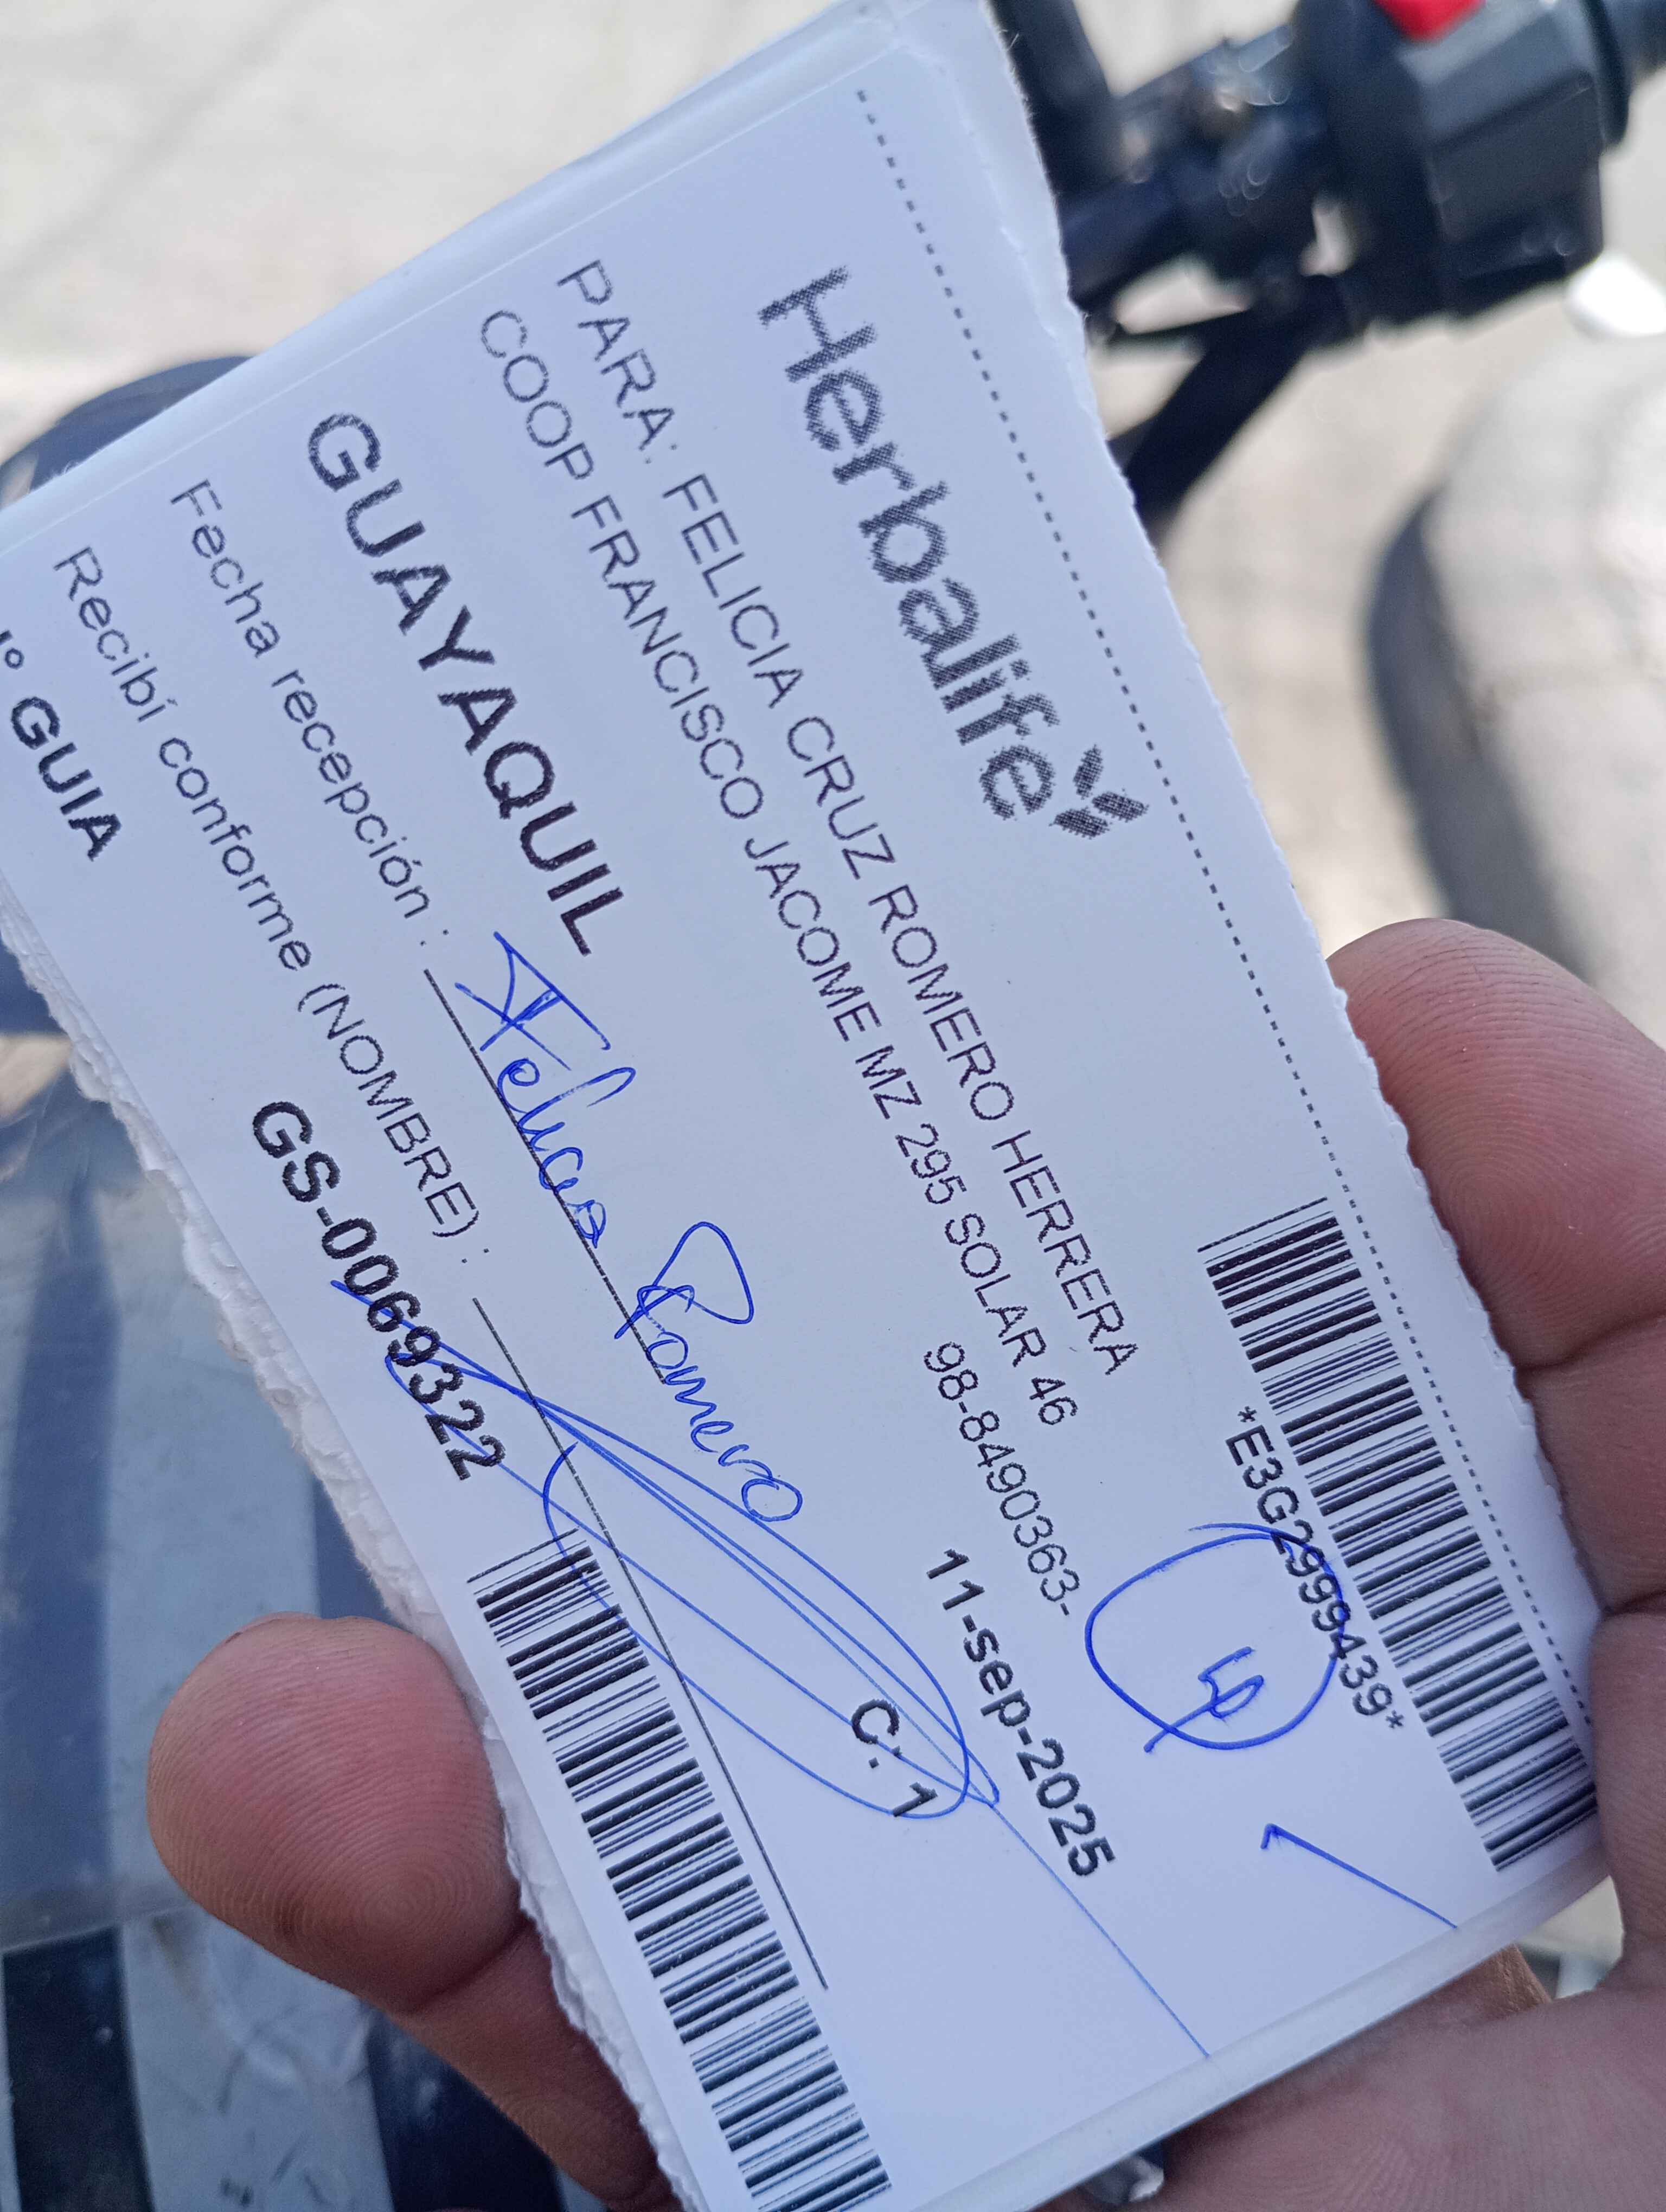 Herbalife
*E3G2999439*
PARA: FELICIA CRUZ ROMERO HERRERA
COOP FRANCISCO JACOME MZ 295 SOLAR 46
98-8490363-
11-sep-2025
GUAYAQUIL
C: 1
Fecha recepción : Felicia Romero
Recibí conforme (NOMBRE) :
GUIA GS-0069322